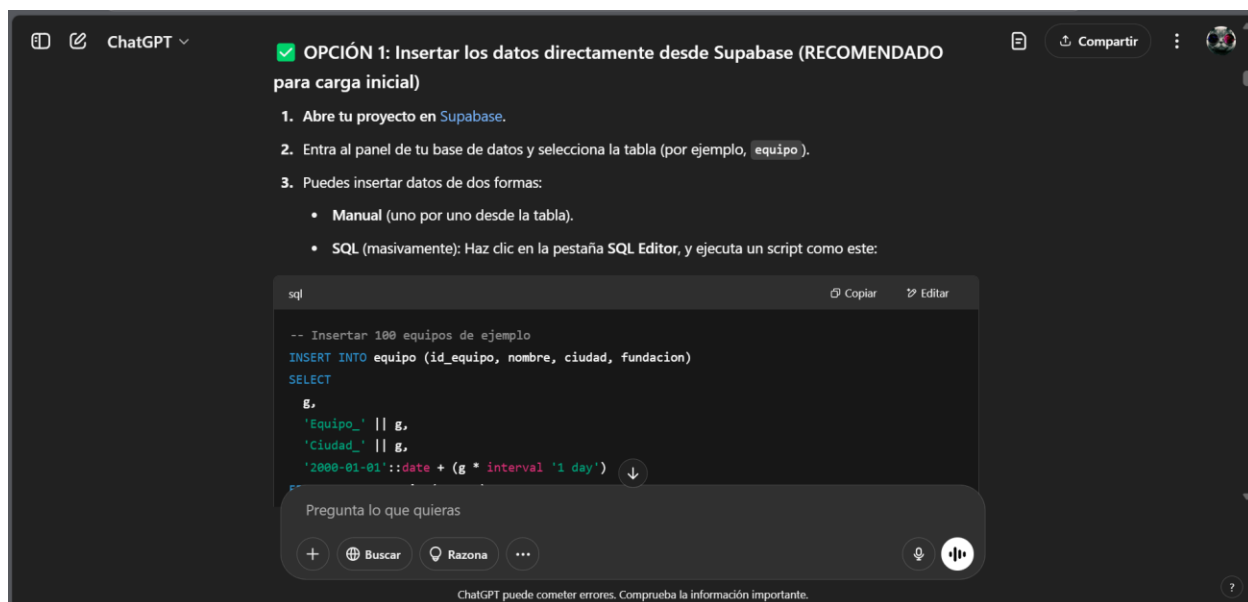 ChatGPT
Compartir
✅ OPCIÓN 1: Insertar los datos directamente desde Supabase (RECOMENDADO
para carga inicial)
1. Abre tu proyecto en Supabase.
2. Entra al panel de tu base de datos y selecciona la tabla (por ejemplo, equipo).
3. Puedes insertar datos de dos formas:
• Manual (uno por uno desde la tabla).
• SQL (masivamente): Haz clic en la pestaña SQL Editor, y ejecuta un script como este:
sql Copiar Editar
-- Insertar 100 equipos de ejemplo
INSERT INTO equipo (id_equipo, nombre, ciudad, fundacion)
SELECT
g,
'Equipo_' || g,
'Ciudad_' || g,
'2000-01-01'::date + (g * interval '1 day')
Pregunta lo que quieras
+ Buscar Razona ...
ChatGPT puede cometer errores. Comprueba la información importante.
?